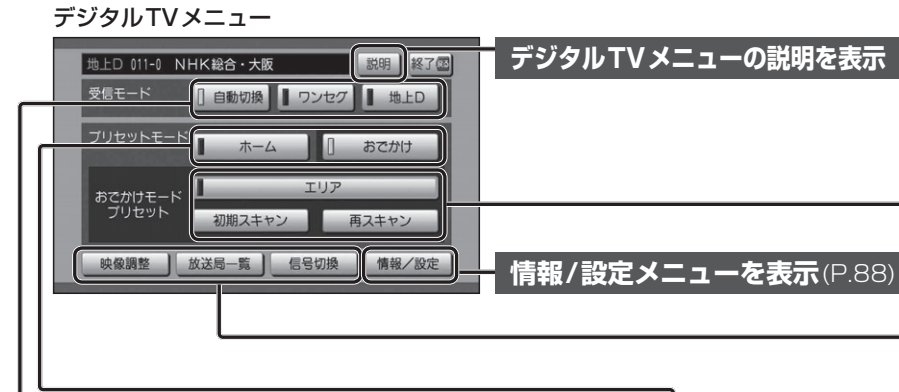 デジタルTVメニュー
地上D 011-0 NHK総合・大阪 説明 終了
デジタルTVメニューの説明を表示
受信モード 自動切換 ワンセグ 地上D
プリセットモード ホーム おでかけ
おでかけモード
プリセット
エリア
初期スキャン 再スキャン
映像調整 放送局一覧 信号切換 情報/設定
情報/設定メニューを表示(P.88)